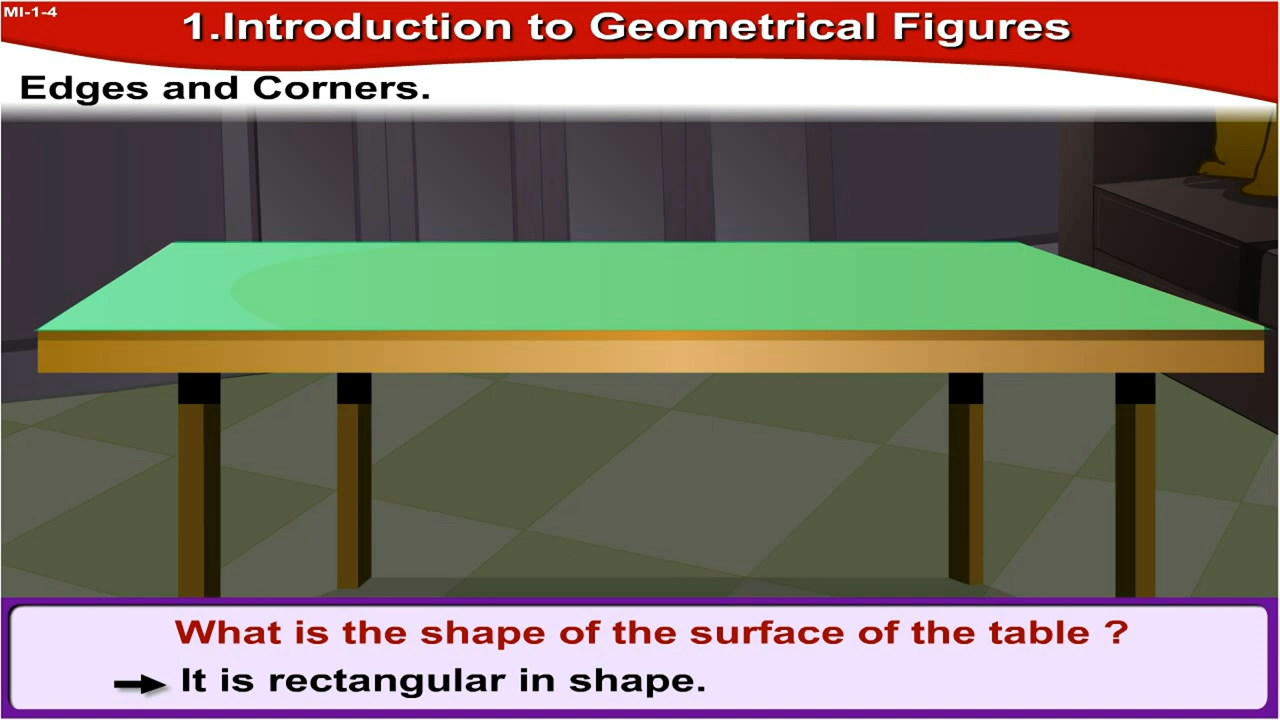 MI-1-4
1.Introduction to Geometrical Figures
Edges and Corners.
What is the shape of the surface of the table ?
It is rectangular in shape.